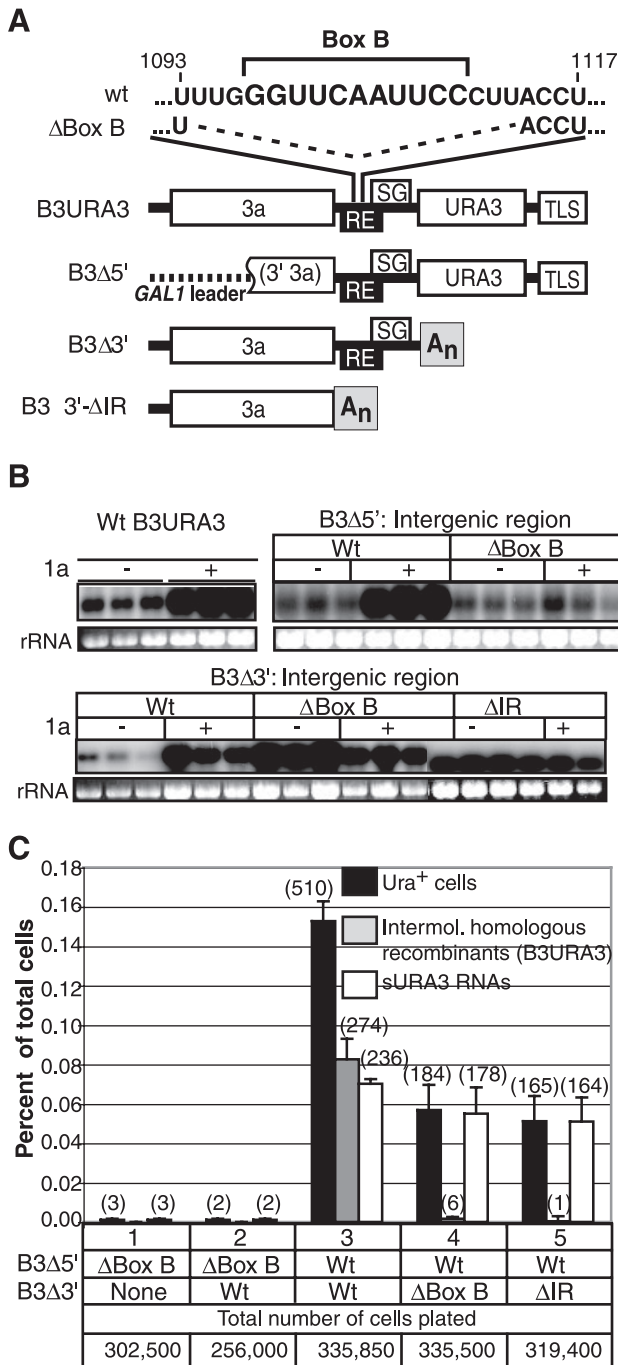 A
Box B
1093 1117
wt ...UUUGGGUUCAAUUCCCUUACCU...
ΔBox B ...U ACCU...
B3URA3 3a RE SG URA3 TLS
B3Δ5' GAL1 leader (3' 3a) RE SG URA3 TLS
B3Δ3' 3a RE SG An
B3 3'-ΔIR 3a An
B
Wt B3URA3
1a - +
rRNA
B3Δ5’: Intergenic region
Wt ΔBox B
- + - +
B3Δ3’: Intergenic region
Wt ΔBox B ΔIR
1a - + - + - +
rRNA
C
Percent of total cells
0.18
0.16
0.14
0.12
0.10
0.08
0.06
0.04
0.02
0.00
Ura+ cells
Intermol. homologous
recombinants (B3URA3)
sURA3 RNAs
(3) (3) (2) (2) (510) (274) (236) (184) (6) (178) (165) (1) (164)
1 2 3 4 5
B3Δ5' ΔBox B ΔBox B Wt Wt Wt
B3Δ3' None Wt Wt ΔBox B ΔIR
Total number of cells plated
302,500 256,000 335,850 335,500 319,400